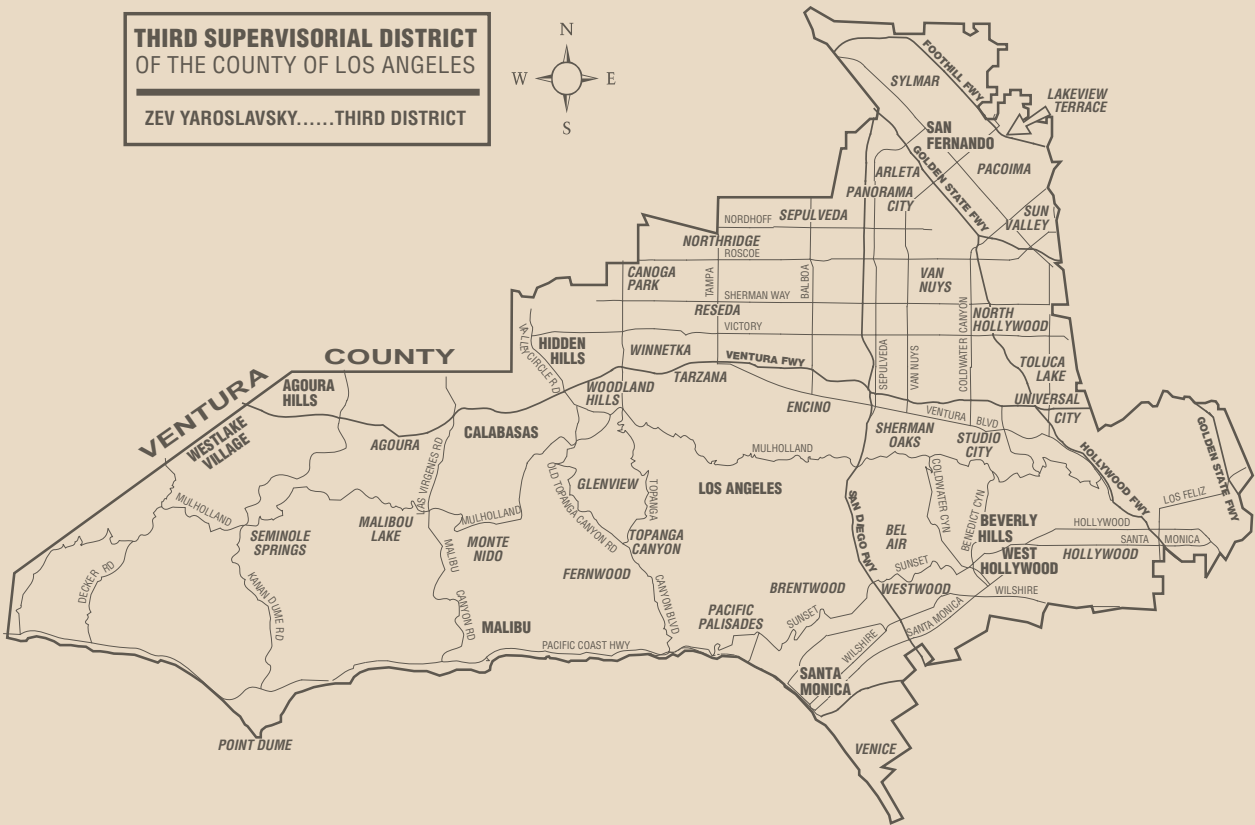 THIRD SUPERVISORIAL DISTRICT
OF THE COUNTY OF LOS ANGELES
ZEV YAROSLAVSKY......THIRD DISTRICT
N
W E
S
FOOTHILL FWY
SYLMAR
LAKEVIEW
TERRACE
SAN
FERNANDO
GOLDEN STATE FWY
PACOIMA
ARLETA
PANORAMA
CITY
SUN
VALLEY
NORDHOFF
SEPULVEDA
NORTHRIDGE
ROSCOE
CANOGA
PARK
TAMPA
BALBOA
VAN
NUYS
SHERMAN WAY
RESEDA
COLDWATER CANYON
NORTH
HOLLYWOOD
VICTORY
VALLEY CIRCLE RD
HIDDEN
HILLS
WINNETKA
VENTURA FWY
SEPULVEDA
VAN NUYS
TOLUCA
LAKE
VENTURA COUNTY
AGOURA
HILLS
WESTLAKE
VILLAGE
TARZANA
WOODLAND
HILLS
ENCINO
UNIVERSAL
CITY
VENTURA BLVD
SHERMAN
OAKS
STUDIO
CITY
GOLDEN STATE FWY
AGOURA
LAS VIRGENES RD
CALABASAS
MULHOLLAND
HOLLYWOOD FWY
OLD TOPANGA CANYON RD
GLENVIEW
TOPANGA
LOS ANGELES
SAN DIEGO FWY
COLDWATER CYN
BENEDICT CYN
LOS FELIZ
MULHOLLAND
SEMINOLE
SPRINGS
MALIBOU
LAKE
MULHOLLAND
MONTE
NIDO
TOPANGA
CANYON
BEL
AIR
BEVERLY
HILLS
HOLLYWOOD
SANTA MONICA
WEST
HOLLYWOOD
HOLLYWOOD
DECKER RD
KANAN DUME RD
MALIBU
CANYON RD
FERNWOOD
CANYON BLVD
BRENTWOOD
SUNSET
WESTWOOD
WILSHIRE
PACIFIC
PALISADES
SUNSET
SANTA MONICA
MALIBU
PACIFIC COAST HWY
WILSHIRE
SANTA
MONICA
POINT DUME
VENICE